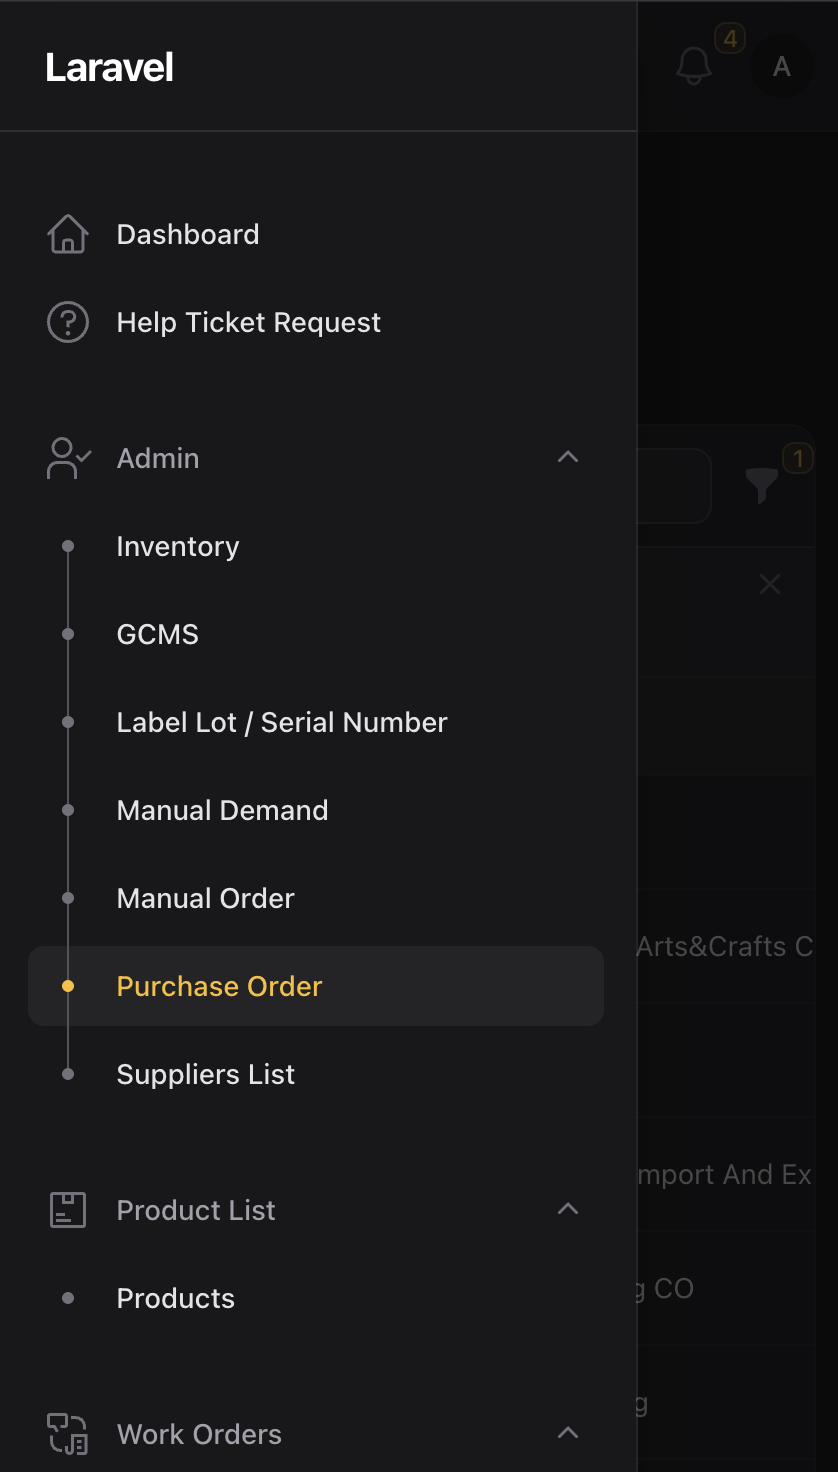 Laravel
4
A
Dashboard
Help Ticket Request
1
Admin
Inventory
GCMS
Label Lot / Serial Number
Manual Demand
Manual Order
Arts&Crafts C
Purchase Order
Suppliers List
mport And Ex
Product List
g CO
Products
g
Work Orders